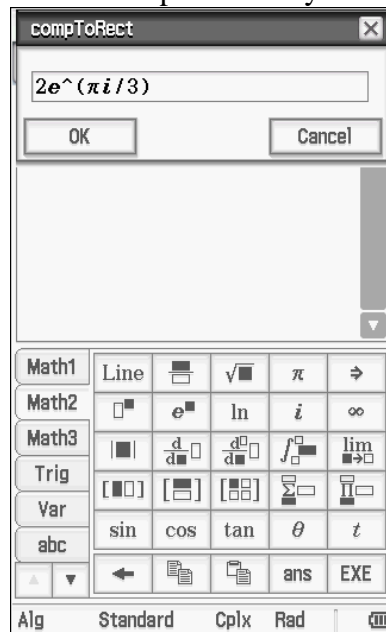 compToRect
2e^(πi/3)
OK Cancel
Math1 Line √■ π ⇒
Math2 □■ e■ ln i ∞
Math3 |■| d/d■□ d□/d■□□ ∫ lim ■→□
Trig [■□] [■] [■□] Σ□ Π□
Var sin cos tan θ t
abc ← ans EXE
Alg Standard Cplx Rad